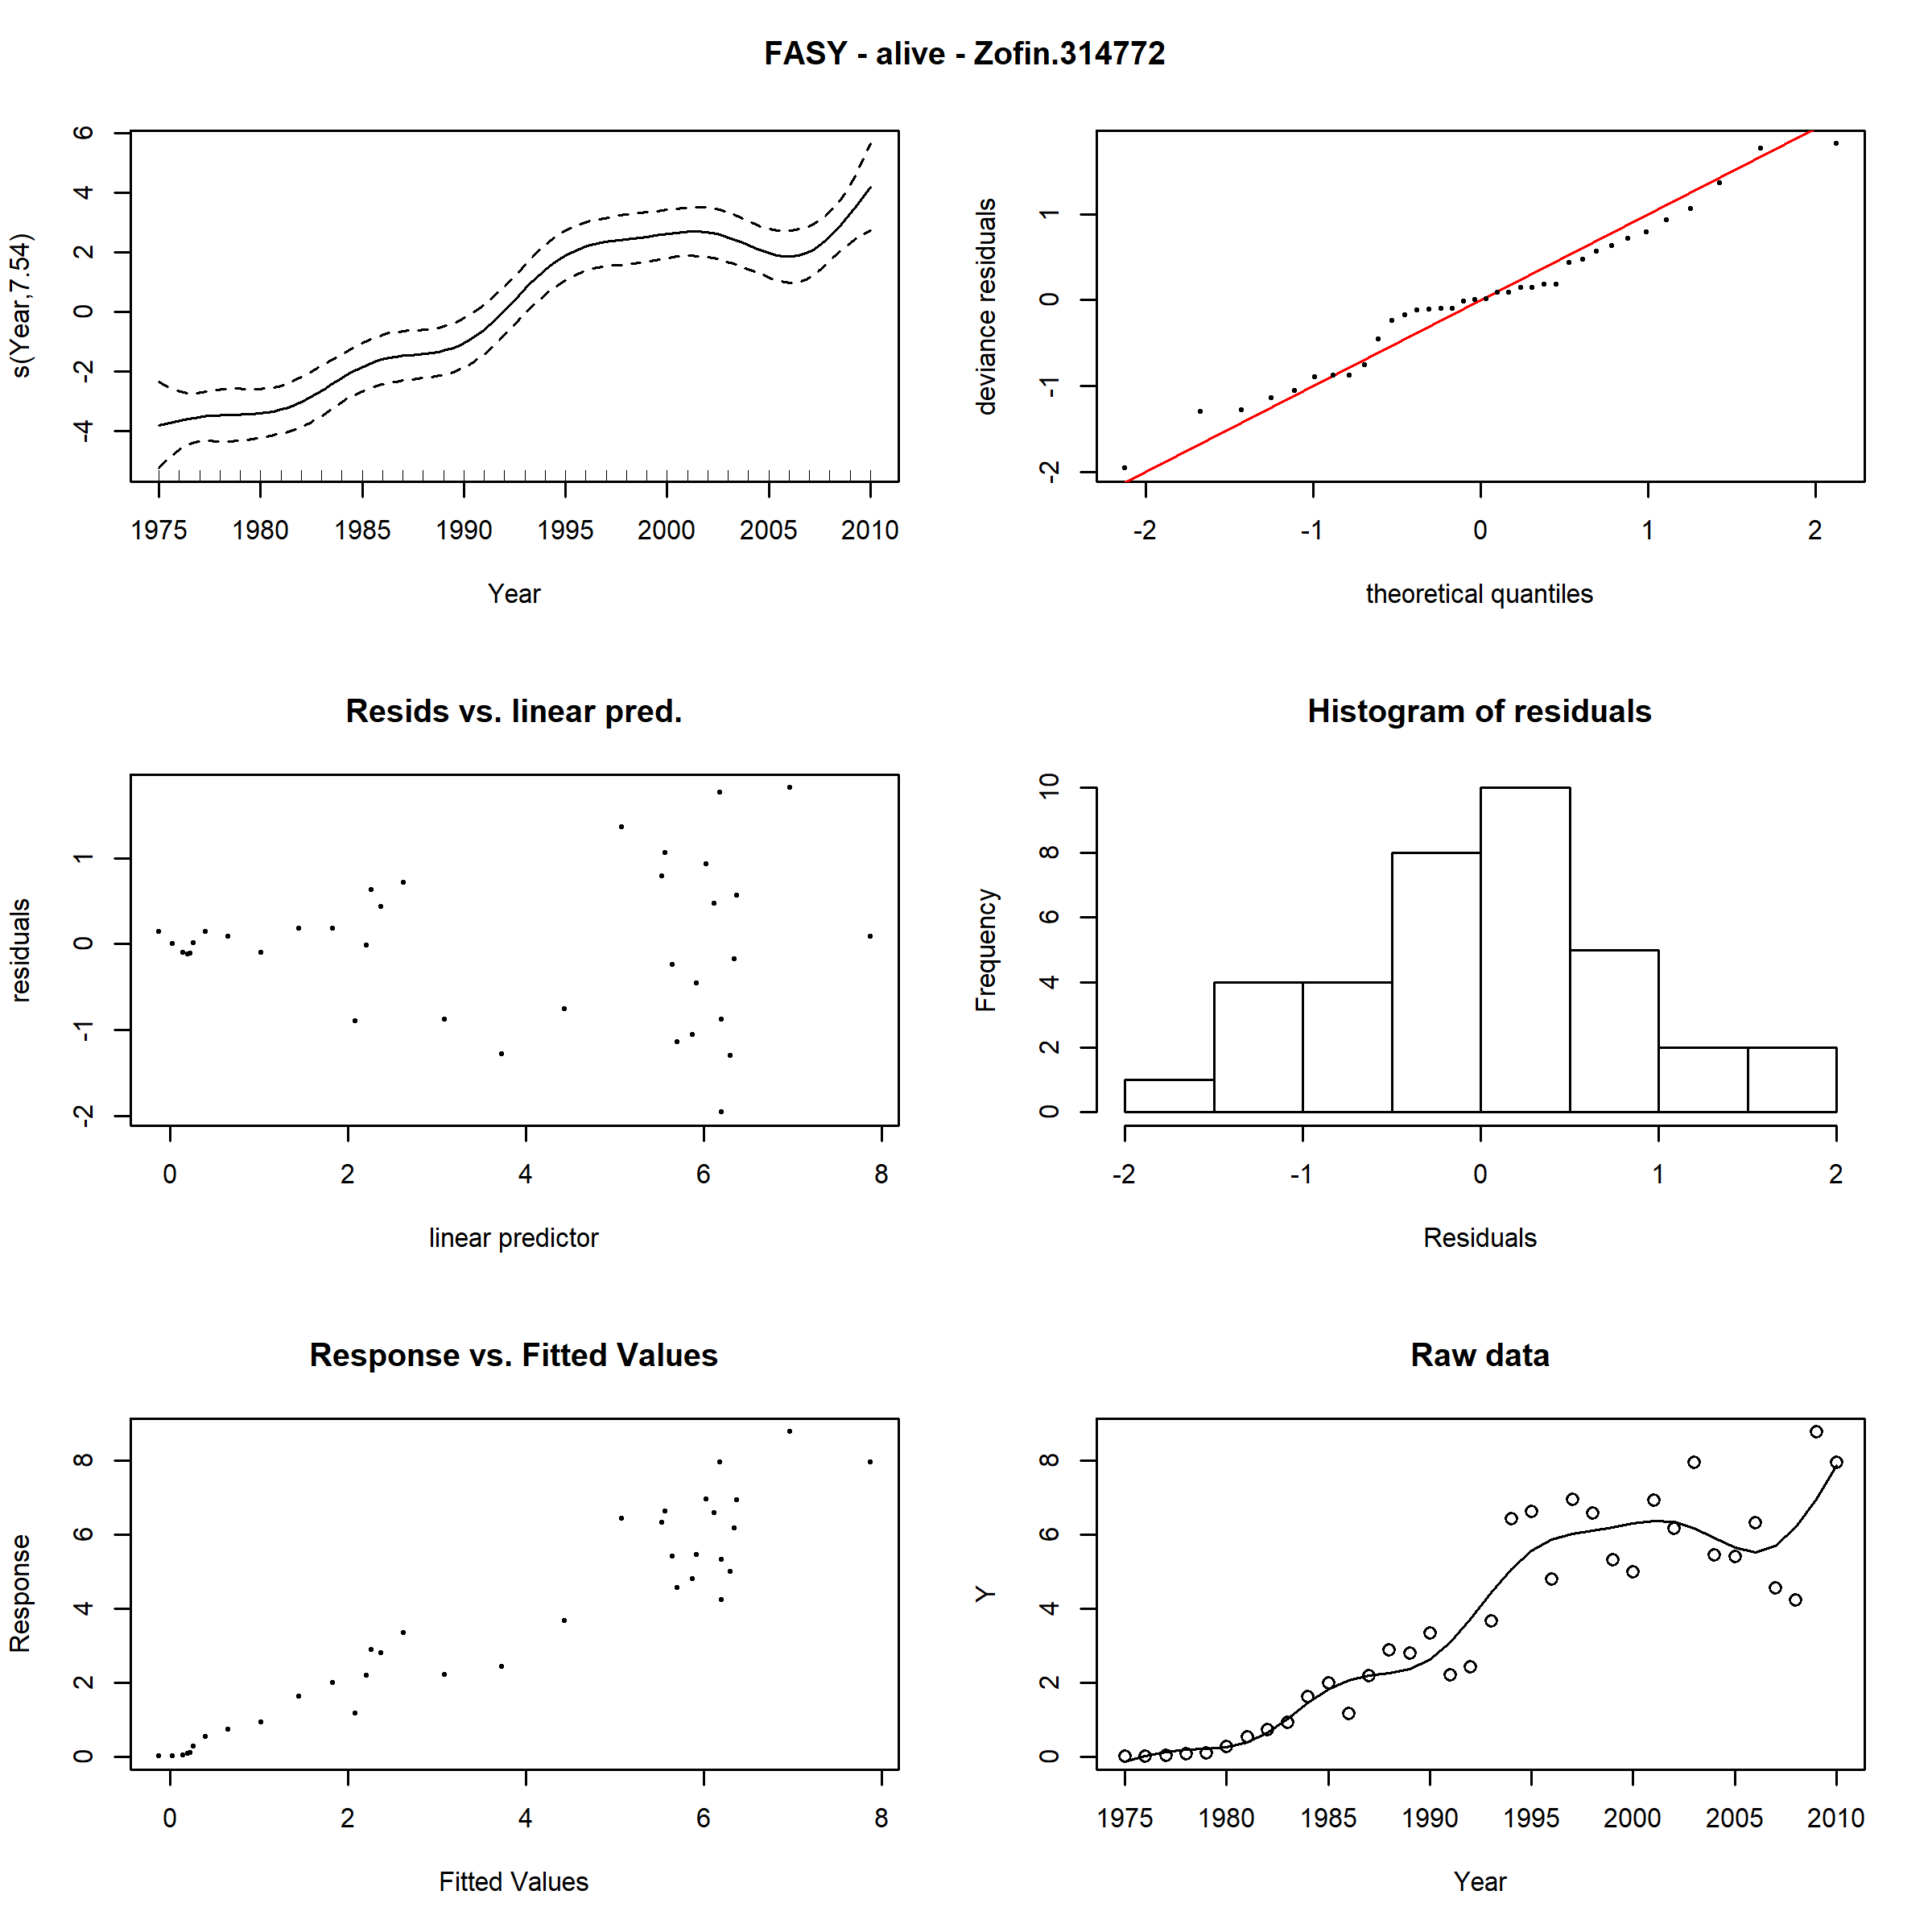 FASY - alive - Zofin.314772
s(Year,7.54)
6
4
2
0
-2
-4
1975 1980 1985 1990 1995 2000 2005 2010
Year
deviance residuals
1
0
-1
-2
-2 -1 0 1 2
theoretical quantiles
Resids vs. linear pred.
residuals
1
0
-1
-2
0 2 4 6 8
linear predictor
Histogram of residuals
Frequency
10
8
6
4
2
0
-2 -1 0 1 2
Residuals
Response vs. Fitted Values
Response
8
6
4
2
0
0 2 4 6 8
Fitted Values
Raw data
Y
8
6
4
2
0
1975 1980 1985 1990 1995 2000 2005 2010
Year